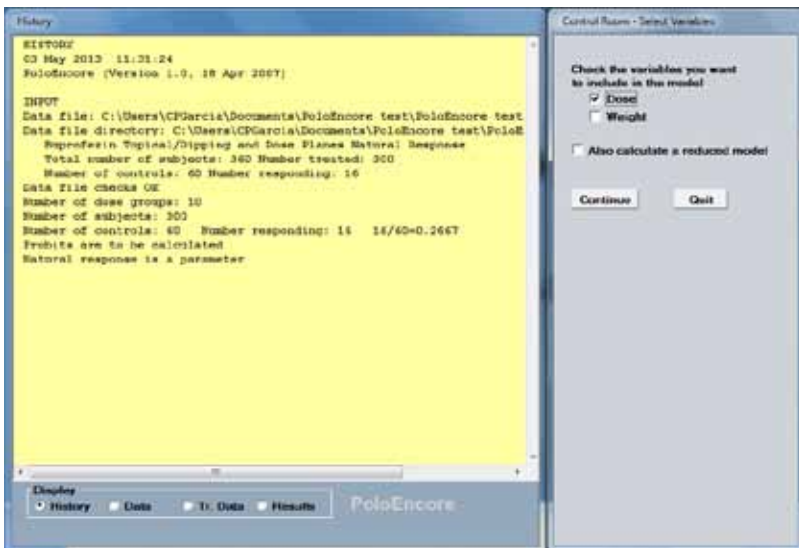 History
HISTORY
03 May 2013 11:31:24
PoloEncore (Version 1.0, 18 Apr 2007)
INPUT
Data file: C:\Users\CPGarcia\Documents\PoloEncore test\PoloEncore test
Data file directory: C:\Users\CPGarcia\Documents\PoloEncore test\PoloE
Buprofezin Topical/Dipping and Dose Planes Natural Response
Total number of subjects: 360 Number treated: 300
Number of controls: 60 Number responding: 16
Data file checks OK
Number of dose groups: 10
Number of subjects: 300
Number of controls: 60 Number responding: 16 16/60=0.2667
Probits are to be calculated
Natural response is a parameter
Display
History Data Tr. Data Results
PoloEncore
Control Room - Select Variables
Check the variables you want
to include in the model
Dose
Weight
Also calculate a reduced model
Continue Quit